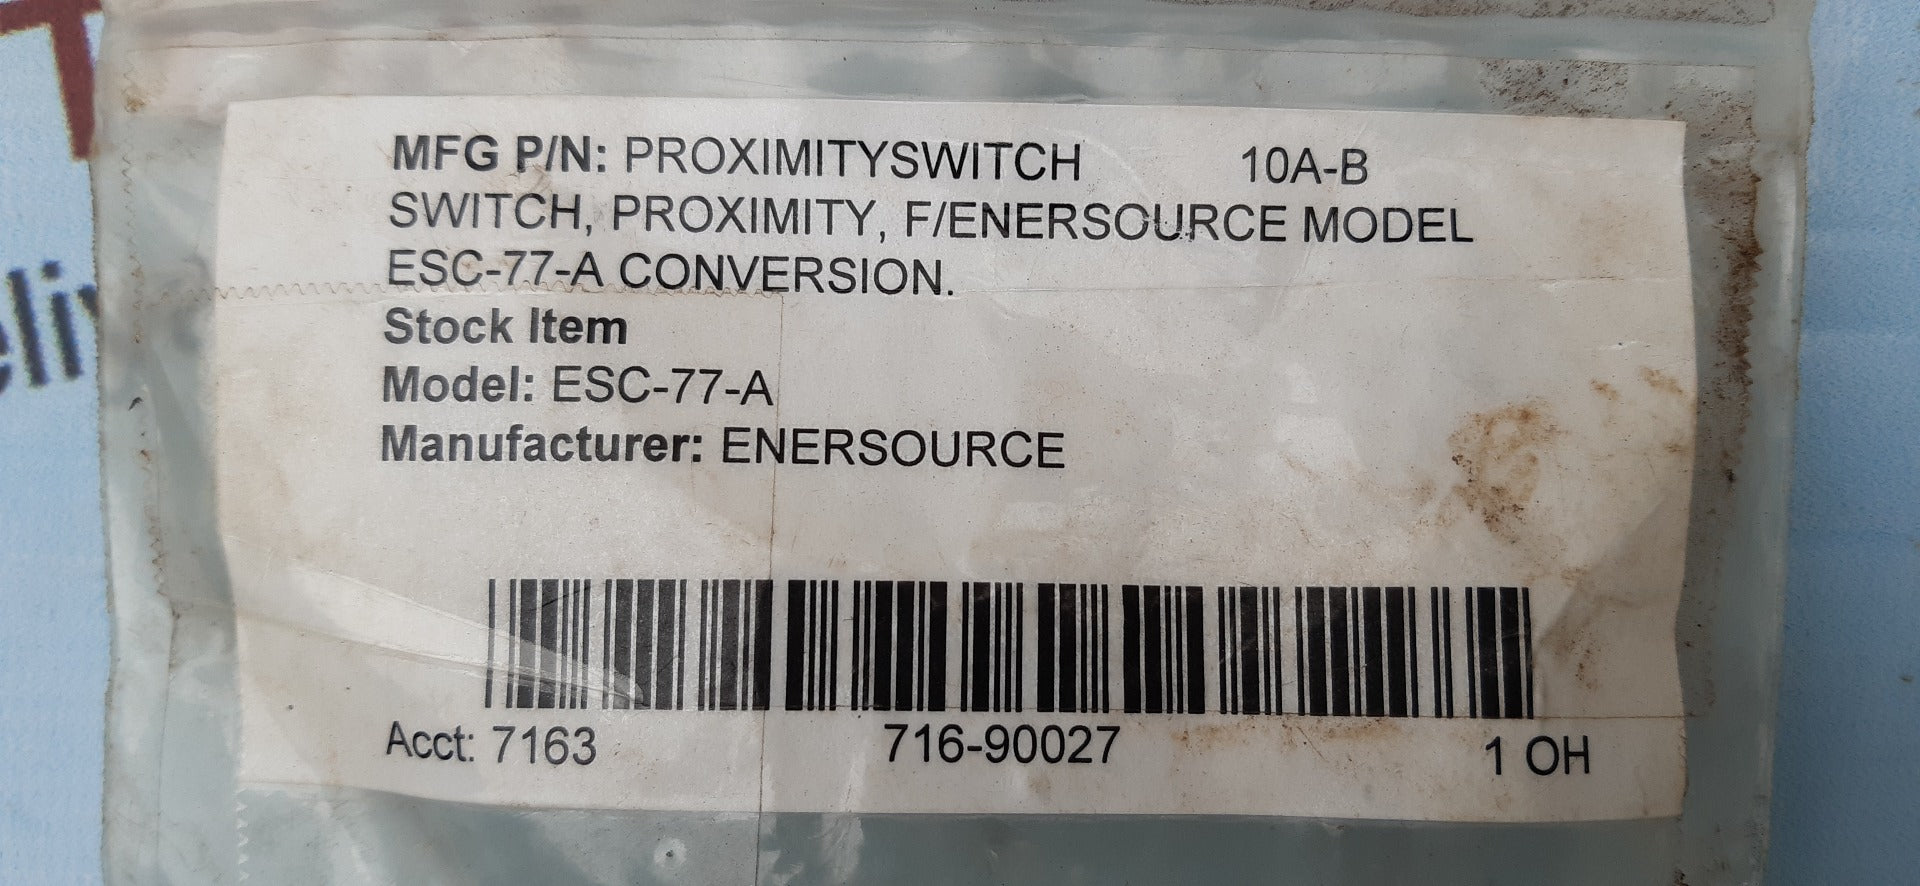 MFG P/N: PROXIMITYSWITCH 10A-B
SWITCH, PROXIMITY, F/ENERSOURCE MODEL
ESC-77-A CONVERSION.
Stock Item
Model: ESC-77-A
Manufacturer: ENERSOURCE
Acct: 7163 716-90027 1 OH